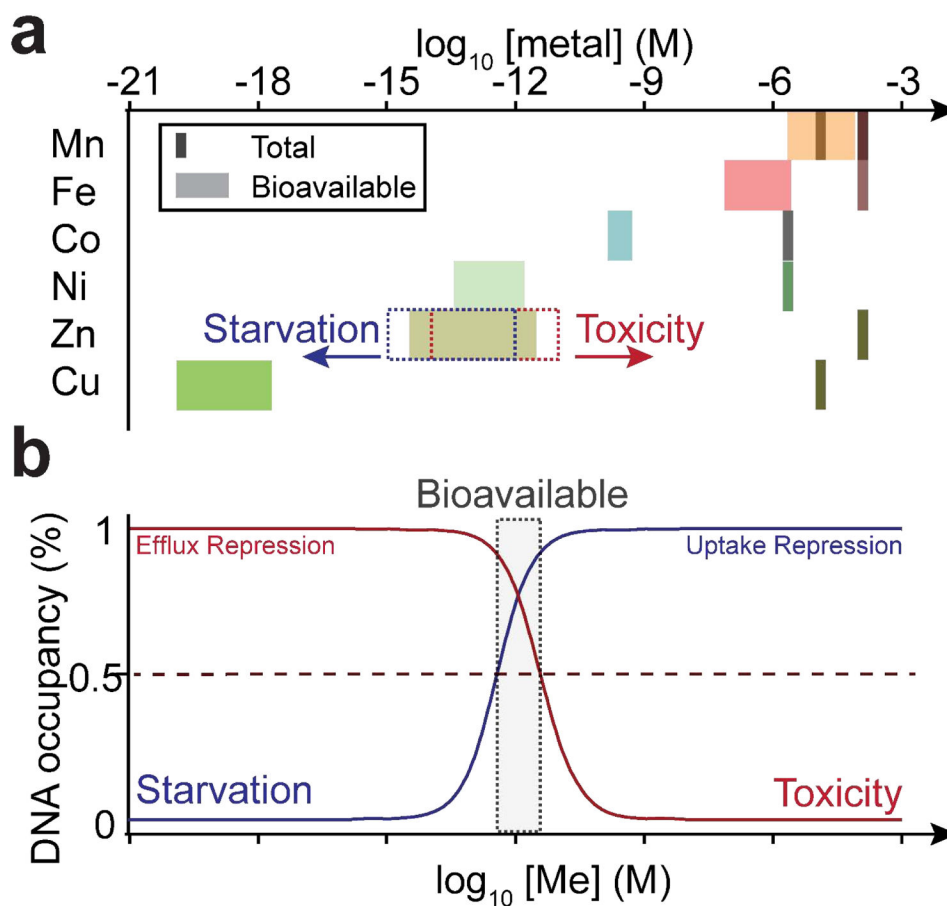 a
log₁₀ [metal] (M)
-21 -18 -15 -12 -9 -6 -3
Total
Bioavailable
Mn
Fe
Co
Ni
Zn
Cu
Starvation
Toxicity
b
Bioavailable
DNA occupancy (%)
1
0.5
0
Efflux Repression
Uptake Repression
Starvation
Toxicity
log₁₀ [Me] (M)